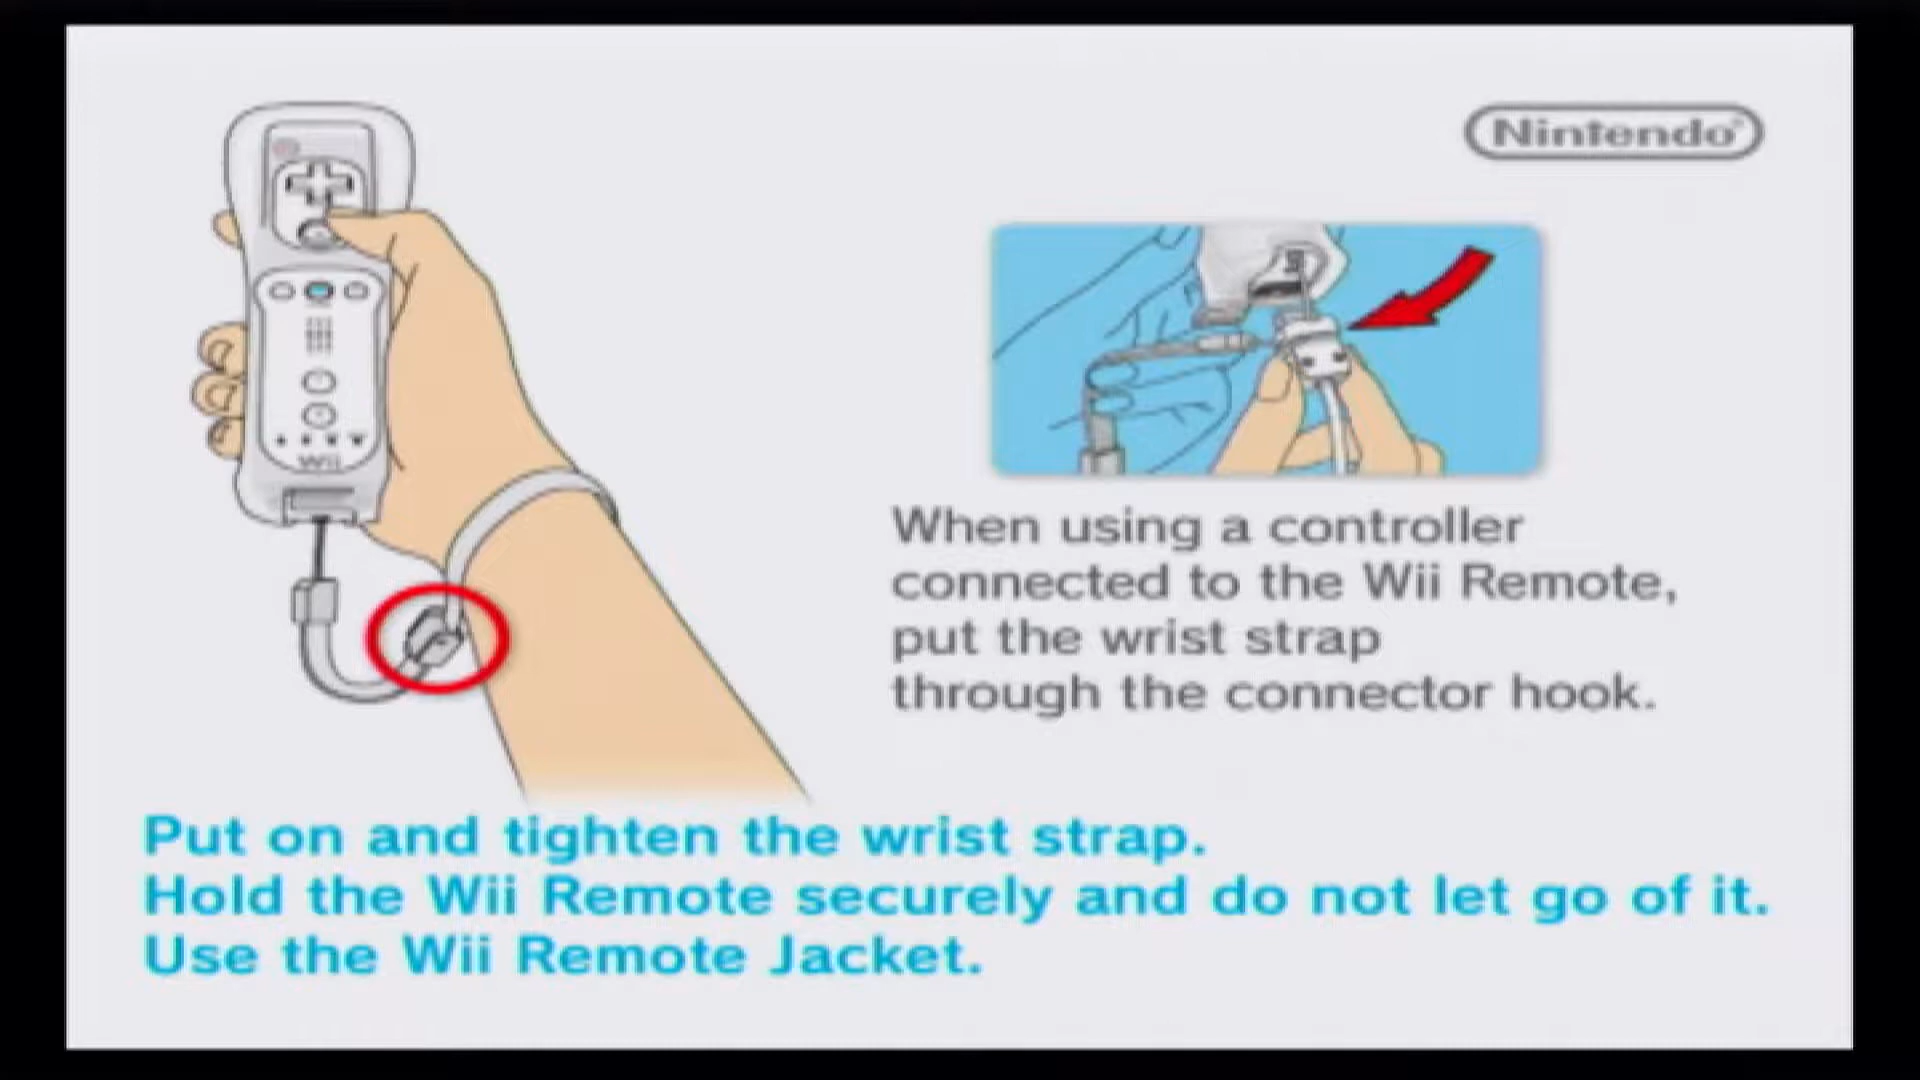 Nintendo®
Wii
When using a controller
connected to the Wii Remote,
put the wrist strap
through the connector hook.
Put on and tighten the wrist strap.
Hold the Wii Remote securely and do not let go of it.
Use the Wii Remote Jacket.